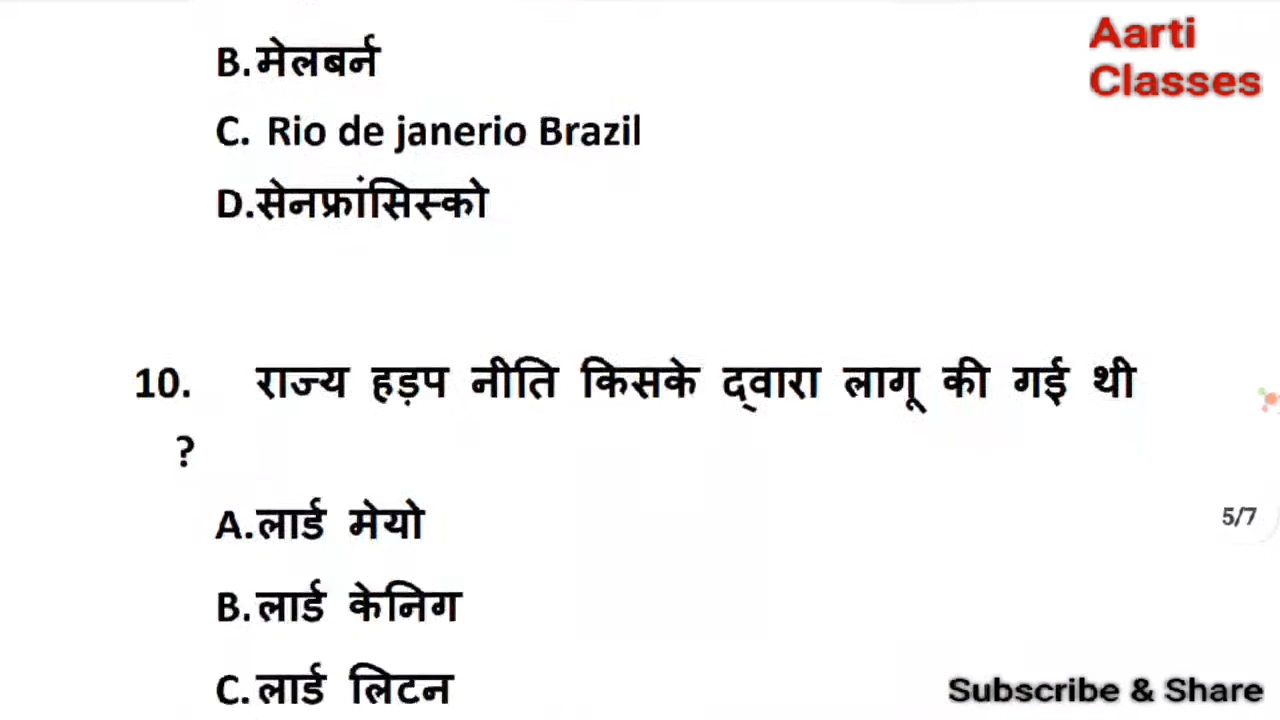 B.मेलबर्न
Aarti
Classes
C. Rio de janerio Brazil
D.सेनफ्रांसिस्को
10. राज्य हड़प नीति किसके द्वारा लागू की गई थी
?
A.लार्ड मेयो
5/7
B.लार्ड केनिग
C.लार्ड लिटन
Subscribe & Share